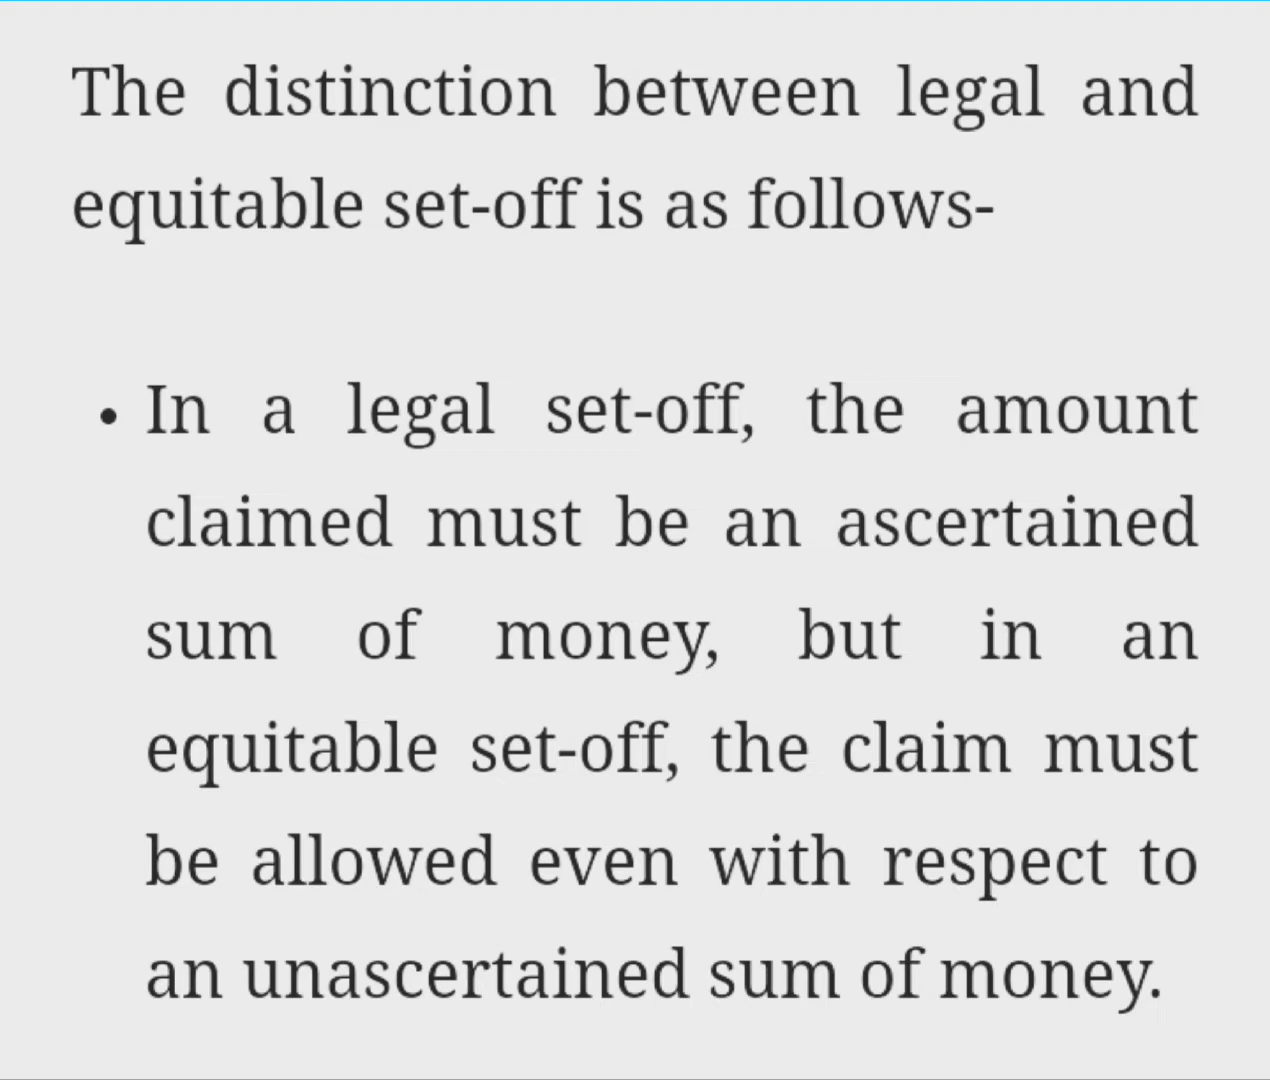 The distinction between legal and
equitable set-off is as follows-
• In a legal set-off, the amount
claimed must be an ascertained
sum of money, but in an
equitable set-off, the claim must
be allowed even with respect to
an unascertained sum of money.